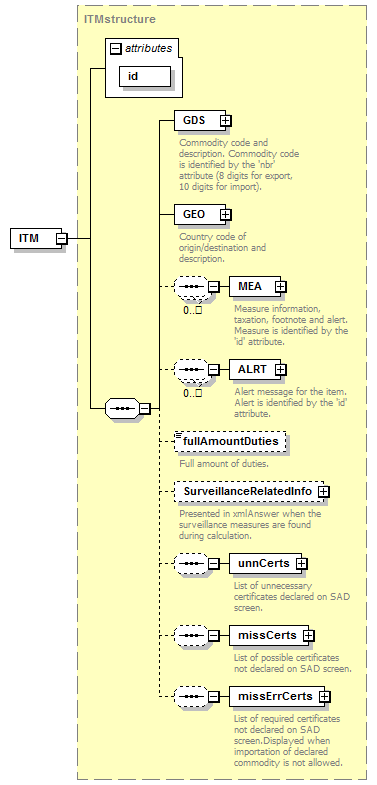 ITMstructure
attributes
id
GDS
Commodity code and
description. Commodity code
is identified by the 'nbr'
attribute (8 digits for export,
10 digits for import).
GEO
Country code of
origin/destination and
description.
ITM
MEA
0..□
Measure information,
taxation, footnote and alert.
Measure is identified by the
'id' attribute.
ALRT
0..□
Alert message for the item.
Alert is identified by the 'id'
attribute.
fullAmountDuties
Full amount of duties.
SurveillanceRelatedInfo
Presented in xmlAnswer when the
surveillance measures are found
during calculation.
unnCerts
List of unnecessary
certificates declared on SAD
screen.
missCerts
List of possible certificates
not declared on SAD screen.
missErrCerts
List of required certificates
not declared on SAD
screen.Displayed when
importation of declared
commodity is not allowed.